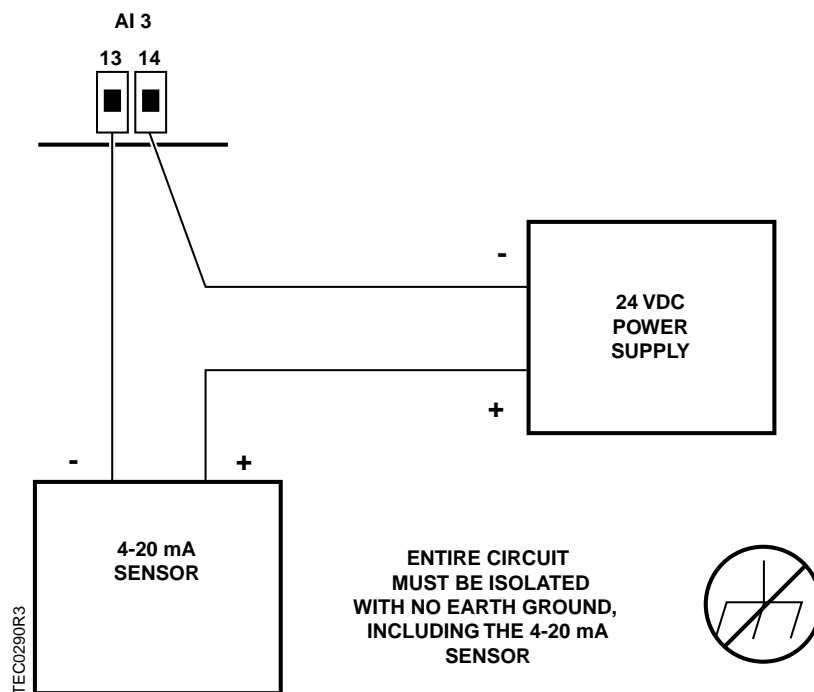 AI 3
13 14
-
24 VDC
POWER
SUPPLY
+
- +
4-20 mA
SENSOR
ENTIRE CIRCUIT
MUST BE ISOLATED
WITH NO EARTH GROUND,
INCLUDING THE 4-20 mA
SENSOR
TEC0290R3